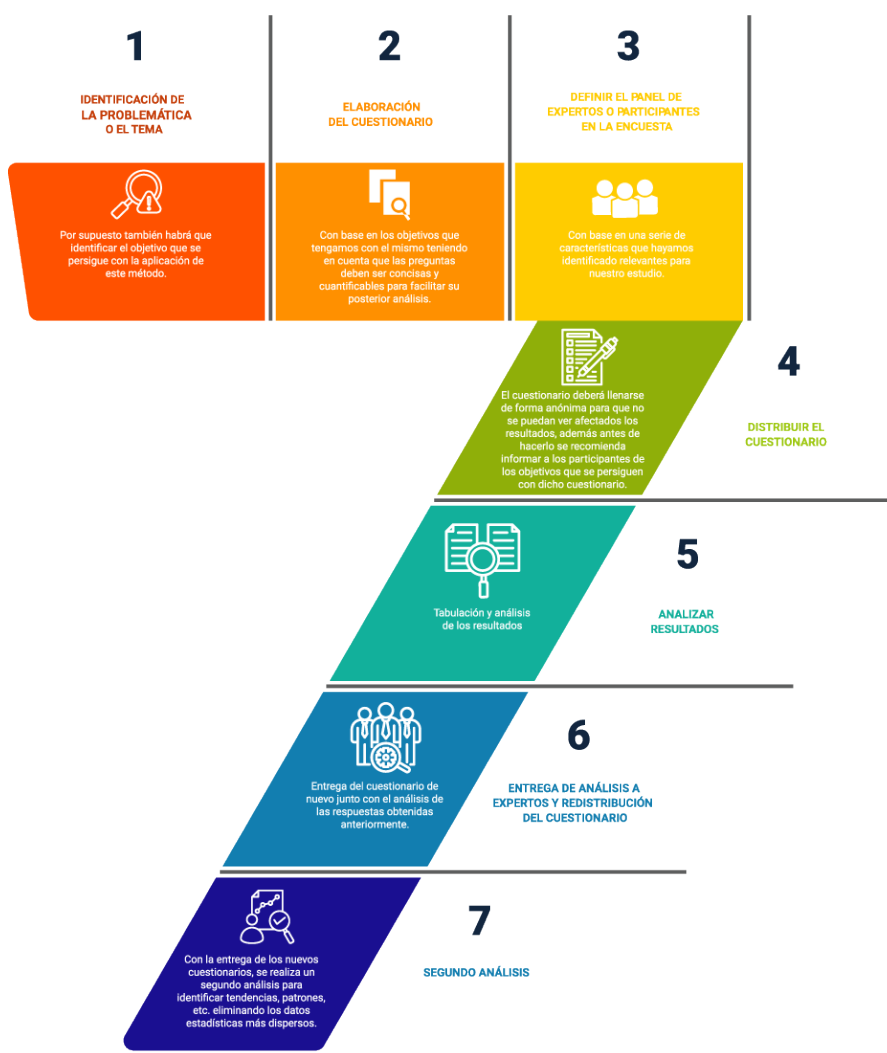 1
IDENTIFICACIÓN DE
LA PROBLEMÁTICA
O EL TEMA
Por supuesto también habrá que
identificar el objetivo que se
persigue con la aplicación de
este método.
2
ELABORACIÓN
DEL CUESTIONARIO
Con base en los objetivos que
tengamos con el mismo teniendo
en cuenta que las preguntas
deben ser concisas y
cuantificables para facilitar su
posterior análisis.
3
DEFINIR EL PANEL DE
EXPERTOS O PARTICIPANTES
EN LA ENCUESTA
Con base en una serie de
características que hayamos
identificado relevantes para
nuestro estudio.
4
DISTRIBUIR EL
CUESTIONARIO
El cuestionario deberá llenarse
de forma anónima para que no
se puedan ver afectados los
resultados, además antes de
hacerlo se recomienda
informar a los participantes de
los objetivos que se persiguen
con dicho cuestionario.
5
ANALIZAR
RESULTADOS
Tabulación y análisis
de los resultados
6
ENTREGA DE ANÁLISIS A
EXPERTOS Y REDISTRIBUCIÓN
DEL CUESTIONARIO
Entrega del cuestionario de
nuevo junto con el análisis de
las respuestas obtenidas
anteriormente.
7
SEGUNDO ANÁLISIS
Con la entrega de los nuevos
cuestionarios, se realiza un
segundo análisis para
identificar tendencias, patrones,
etc. eliminando los datos
estadísticas más dispersos.